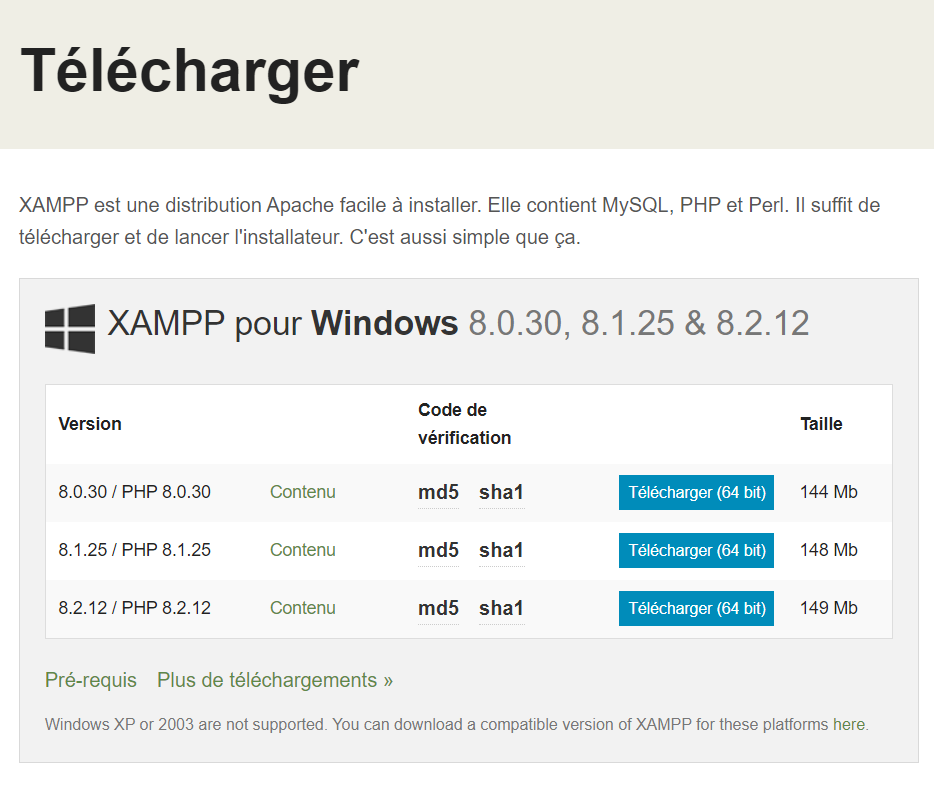 Télécharger
XAMPP est une distribution Apache facile à installer. Elle contient MySQL, PHP et Perl. Il suffit de
télécharger et de lancer l'installateur. C'est aussi simple que ça.
XAMPP pour Windows 8.0.30, 8.1.25 & 8.2.12
Version Code de vérification Taille
8.0.30 / PHP 8.0.30 Contenu md5 sha1 Télécharger (64 bit) 144 Mb
8.1.25 / PHP 8.1.25 Contenu md5 sha1 Télécharger (64 bit) 148 Mb
8.2.12 / PHP 8.2.12 Contenu md5 sha1 Télécharger (64 bit) 149 Mb
Pré-requis Plus de téléchargements »
Windows XP or 2003 are not supported. You can download a compatible version of XAMPP for these platforms here.